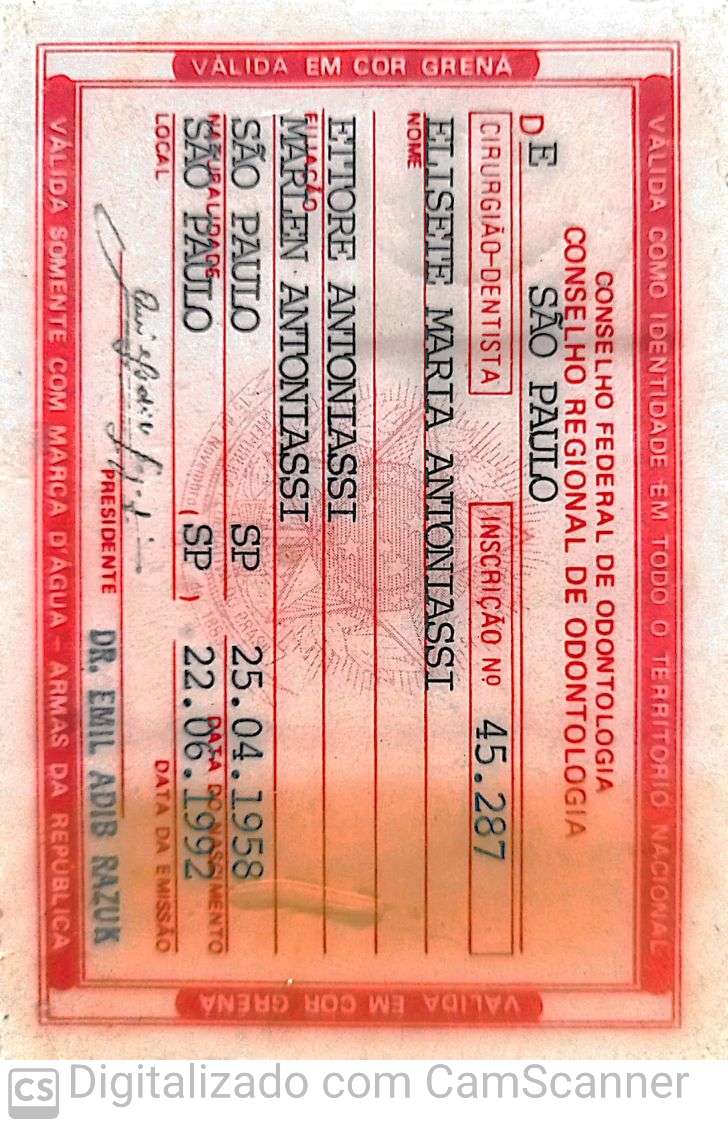 VÁLIDA COMO IDENTIDADE EM TODO O TERRITÓRIO NACIONAL
VÁLIDA EM COR GRENÁ
CONSELHO FEDERAL DE ODONTOLOGIA
CONSELHO REGIONAL DE ODONTOLOGIA
DE SÃO PAULO
CIRURGIÃO-DENTISTA INSCRIÇÃO Nº 45.287
ELISETE MARIA ANTONIASSI
NOME
ETTORE ANTONIASSI
FILIAÇÃO
MARLEN ANTONIASSI
SÃO PAULO SP 25.04.1958
NATURALIDADE DATA DO NASCIMENTO
SÃO PAULO ( SP ) 22.06.1992
LOCAL DATA DA EMISSÃO
PRESIDENTE DR. EMIL ADIB RAZUK
VALIDA EM COR GRENÁ
VÁLIDA SOMENTE COM MARCA D'ÁGUA - ARMAS DA REPÚBLICA
CS Digitalizado com CamScanner